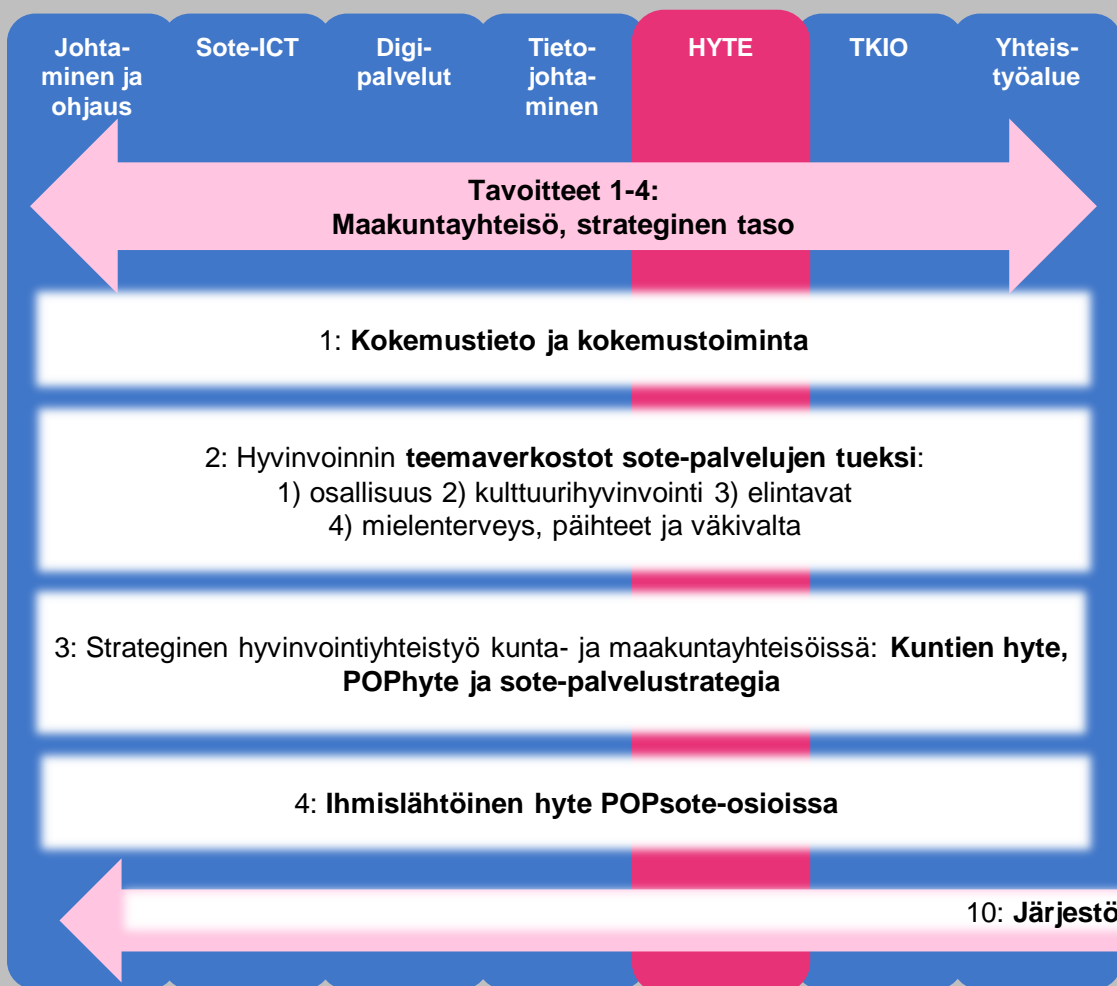 Johta-
minen ja
ohjaus
Sote-ICT
Digi-
palvelut
Tieto-
johta-
minen
HYTE
TKIO
Yhteis-
työalue
Tavoitteet 1-4:
Maakuntayhteisö, strateginen taso
1: Kokemustieto ja kokemustoiminta
2: Hyvinvoinnin teemaverkostot sote-palvelujen tueksi:
1) osallisuus 2) kulttuurihyvinvointi 3) elintavat
4) mielenterveys, päihteet ja väkivalta
3: Strateginen hyvinvointiyhteistyö kunta- ja maakuntayhteisöissä: Kuntien hyte,
POPhyte ja sote-palvelustrategia
4: Ihmislähtöinen hyte POPsote-osioissa
10: Järjestö